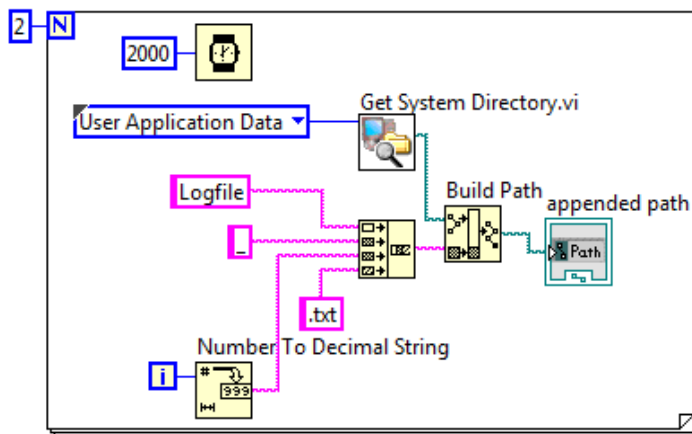 2
N
2000
Get System Directory.vi
User Application Data
Logfile
Build Path
appended path
_
Path
.txt
Number To Decimal String
i
#
999